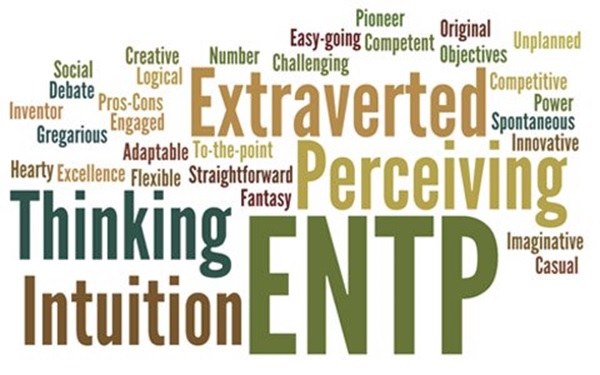 Pioneer
Easy-going Competent Original Objectives Unplanned
Creative Number Challenging
Social Logical Extraverted Competitive
Debate Pros-Cons Power
Inventor Engaged Spontaneous
Gregarious Innovative
Adaptable To-the-point Perceiving
Hearty Excellence Flexible Straightforward
Fantasy
Thinking ENTP Imaginative
Casual
Intuition